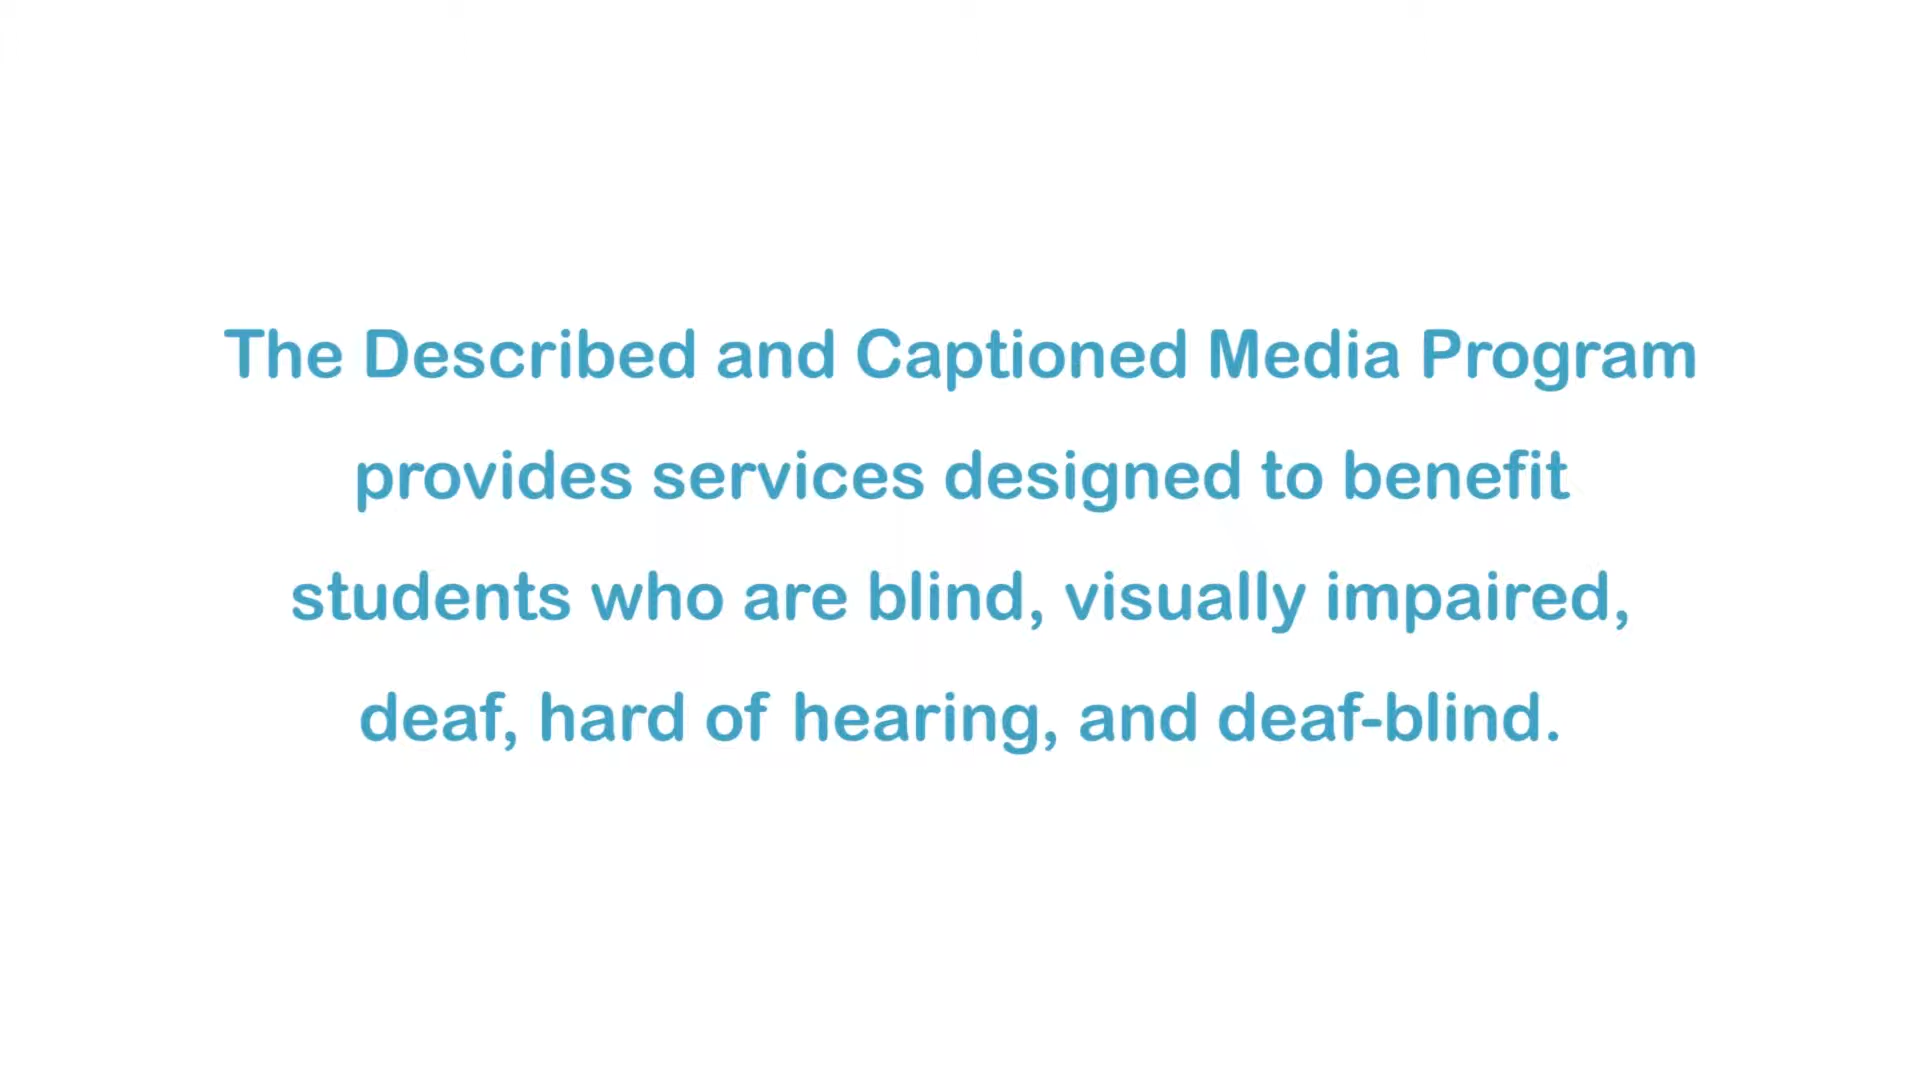 The Described and Captioned Media Program
provides services designed to benefit
students who are blind, visually impaired,
deaf, hard of hearing, and deaf-blind.